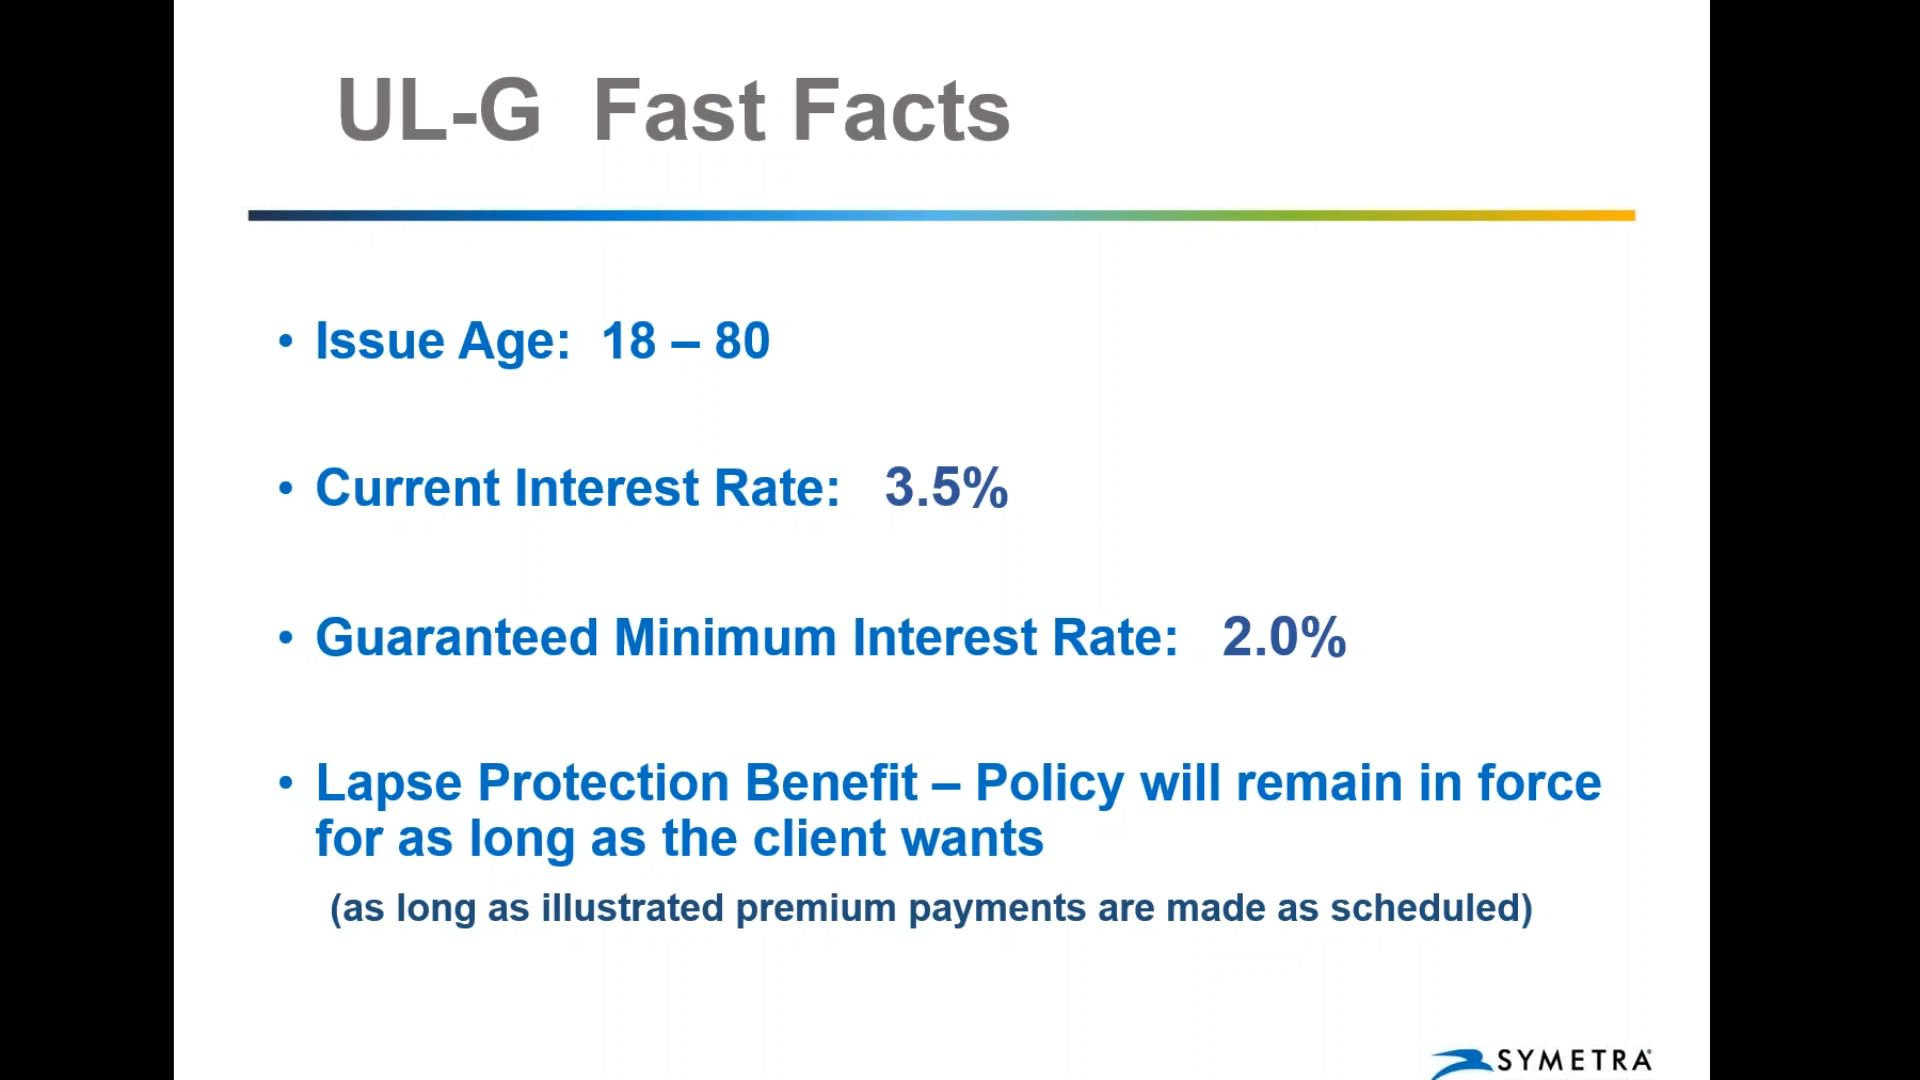 UL-G Fast Facts
• Issue Age: 18 – 80
• Current Interest Rate: 3.5%
• Guaranteed Minimum Interest Rate: 2.0%
• Lapse Protection Benefit – Policy will remain in force
for as long as the client wants
(as long as illustrated premium payments are made as scheduled)
SYMETRA